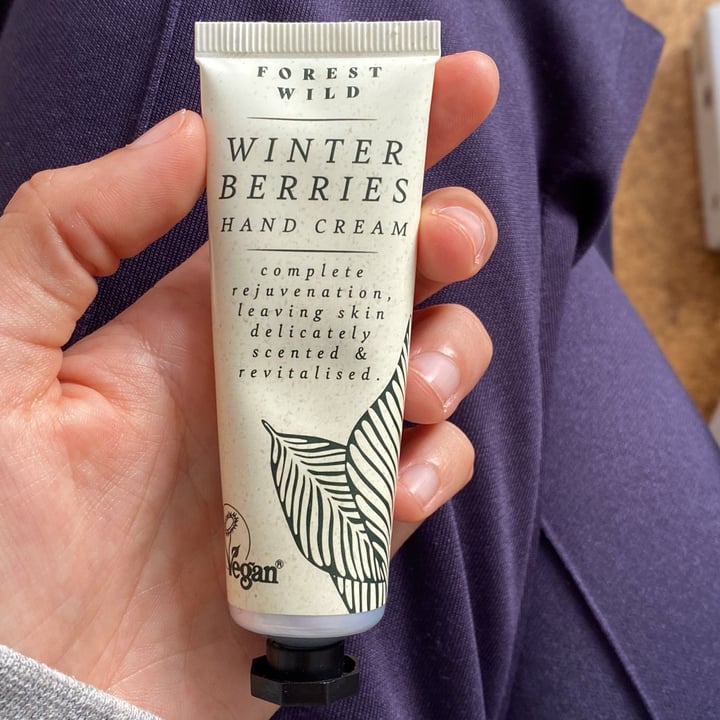 FOREST
WILD
WINTER
BERRIES
HAND CREAM
complete
rejuvenation,
leaving skin
delicately
scented &
revitalised.
Vegan®